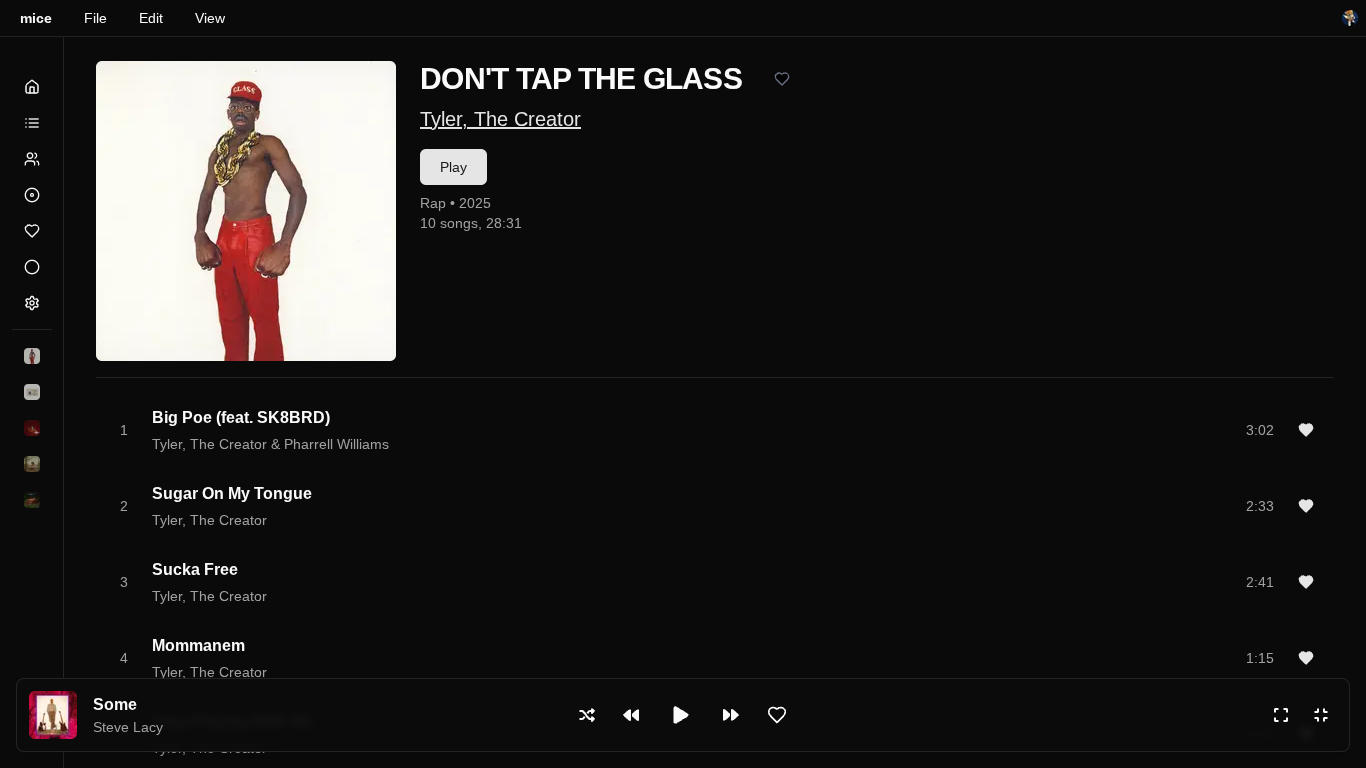 mice File Edit View
GLASS
DON'T TAP THE GLASS
Tyler, The Creator
Play
Rap • 2025
10 songs, 28:31
1 Big Poe (feat. SK8BRD) 3:02
Tyler, The Creator & Pharrell Williams
2 Sugar On My Tongue 2:33
Tyler, The Creator
3 Sucka Free 2:41
Tyler, The Creator
4 Mommanem 1:15
Tyler, The Creator
Some
Steve Lacy
Tyler, The Creator